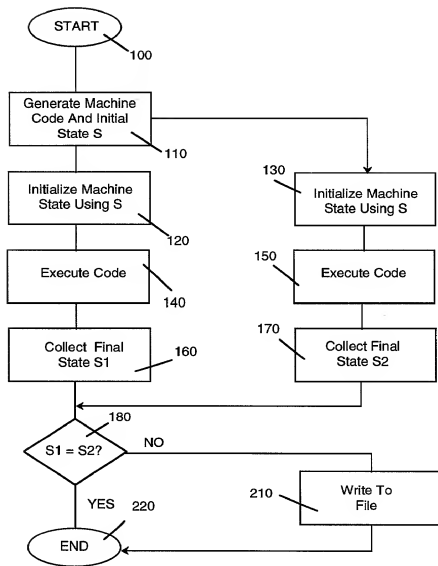 START
100
Generate Machine
Code And Initial
State S
110
130
Initialize Machine
State Using S
120
Initialize Machine
State Using S
Execute Code
140
150
Execute Code
Collect Final
State S1
160
170
Collect Final
State S2
180
S1 = S2?
NO
YES
210
Write To
File
220
END